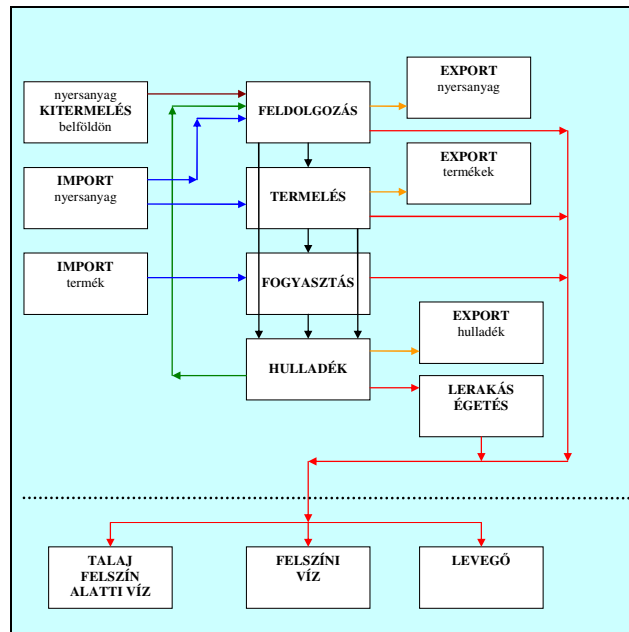 nyersanyag
KITERMELÉS
belföldön
FELDOLGOZÁS
EXPORT
nyersanyag
IMPORT
nyersanyag
TERMELÉS
EXPORT
termékek
IMPORT
termék
FOGYASZTÁS
HULLADÉK
EXPORT
hulladék
LERAKÁS
ÉGETÉS
TALAJ
FELSZÍN
ALATTI VÍZ
FELSZÍNI
VÍZ
LEVEGŐ